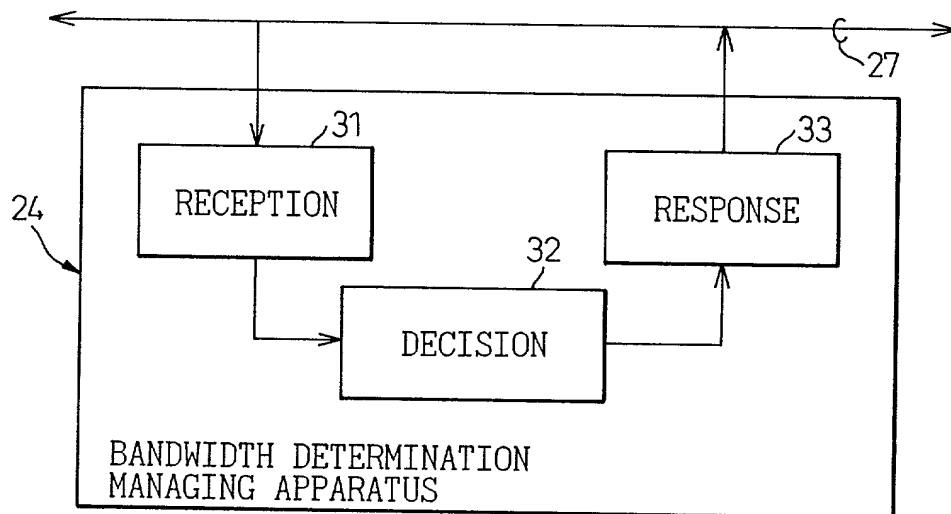 27
31
33
RECEPTION
RESPONSE
24
32
DECISION
BANDWIDTH DETERMINATION
MANAGING APPARATUS